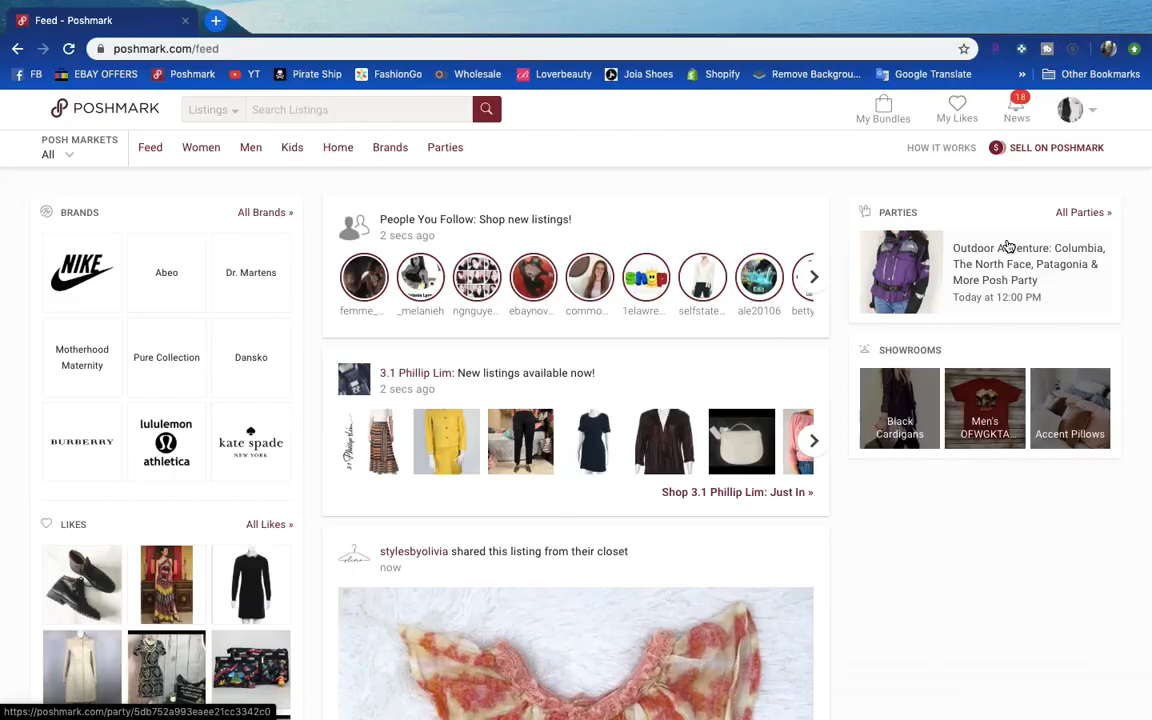 Feed - Poshmark
poshmark.com/feed
FB EBAY OFFERS Poshmark YT Pirate Ship FashionGo Wholesale Loverbeauty Joia Shoes Shopify Remove Backgrou... Google Translate » Other Bookmarks
POSHMARK Listings Search Listings My Bundles My Likes 18 News
POSH MARKETS
All
Feed Women Men Kids Home Brands Parties HOW IT WORKS $ SELL ON POSHMARK
BRANDS All Brands »
NIKE Abeo Dr. Martens
Motherhood Maternity Pure Collection Dansko
BURBERRY lululemon athletica kate spade NEW YORK
LIKES All Likes »
People You Follow: Shop new listings!
2 secs ago
femme_... _melanieh ngnguye... ebaynov... commo... 1elawre... selfstate... ale20106 betty
3.1 Phillip Lim: New listings available now!
2 secs ago
Shop 3.1 Phillip Lim: Just In »
stylesbyolivia shared this listing from their closet
now
PARTIES All Parties »
Outdoor Adventure: Columbia,
The North Face, Patagonia &
More Posh Party
Today at 12:00 PM
SHOWROOMS
Black Cardigans Men's OFWGKTA... Accent Pillows
https://poshmark.com/party/5db752a993eaee21cc3342c0